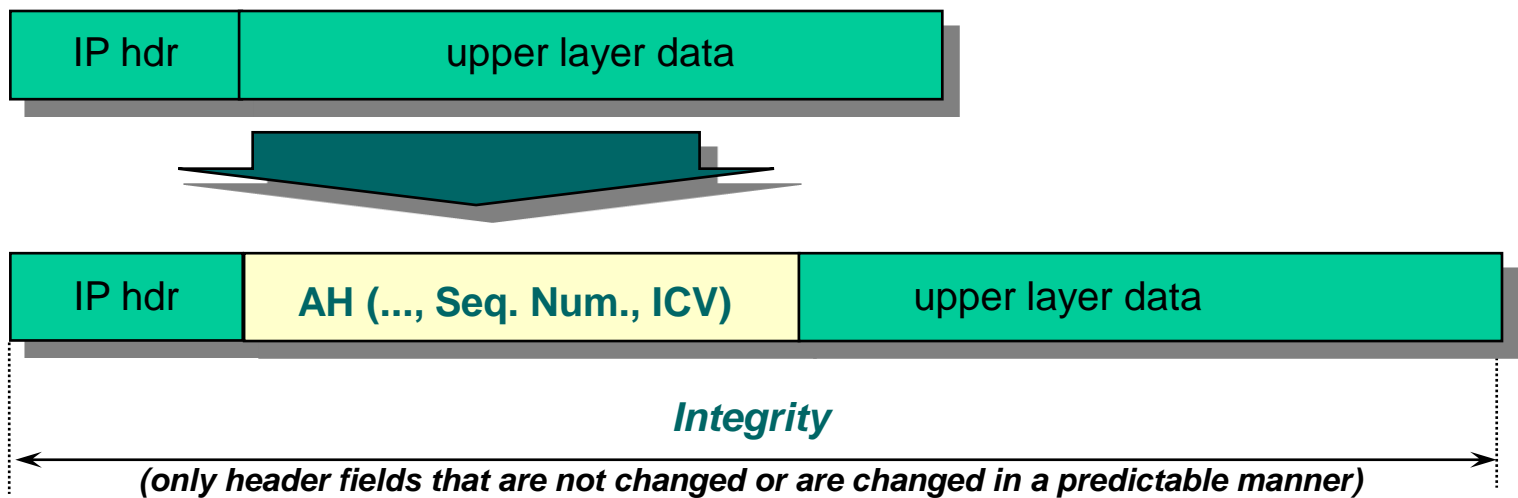 IP hdr upper layer data
IP hdr AH (..., Seq. Num., ICV) upper layer data
Integrity
(only header fields that are not changed or are changed in a predictable manner)